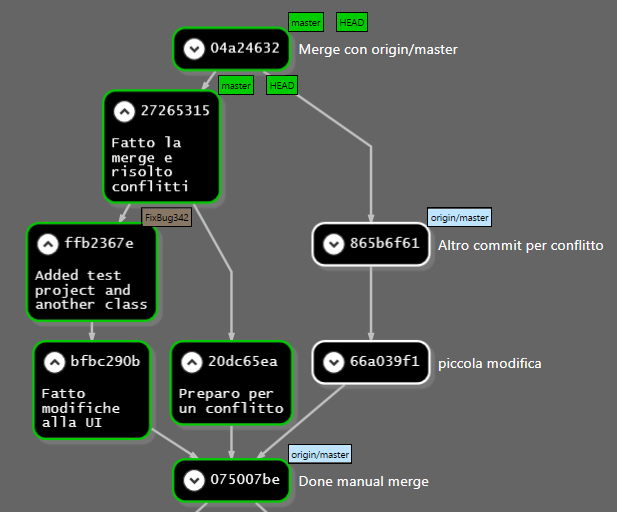 master HEAD
04a24632 Merge con origin/master
master HEAD
27265315
Fatto la
merge e
risolto
conflitti
FixBug342
origin/master
ffb2367e
865b6f61 Altro commit per conflitto
Added test
project and
another class
bfbc290b
20dc65ea
66a039f1 piccola modifica
Fatto
modifiche
alla UI
Preparo per
un conflitto
origin/master
075007be Done manual merge